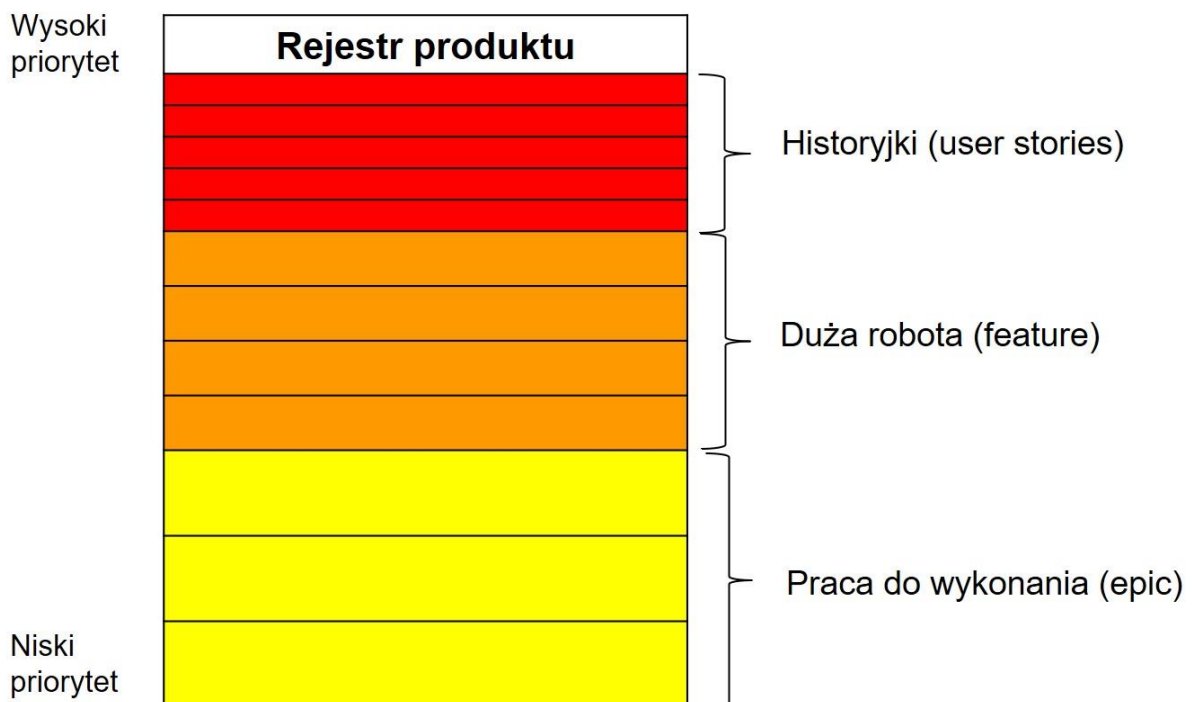 Wysoki
priorytet
Rejestr produktu
Historyjki (user stories)
Duża robota (feature)
Praca do wykonania (epic)
Niski
priorytet